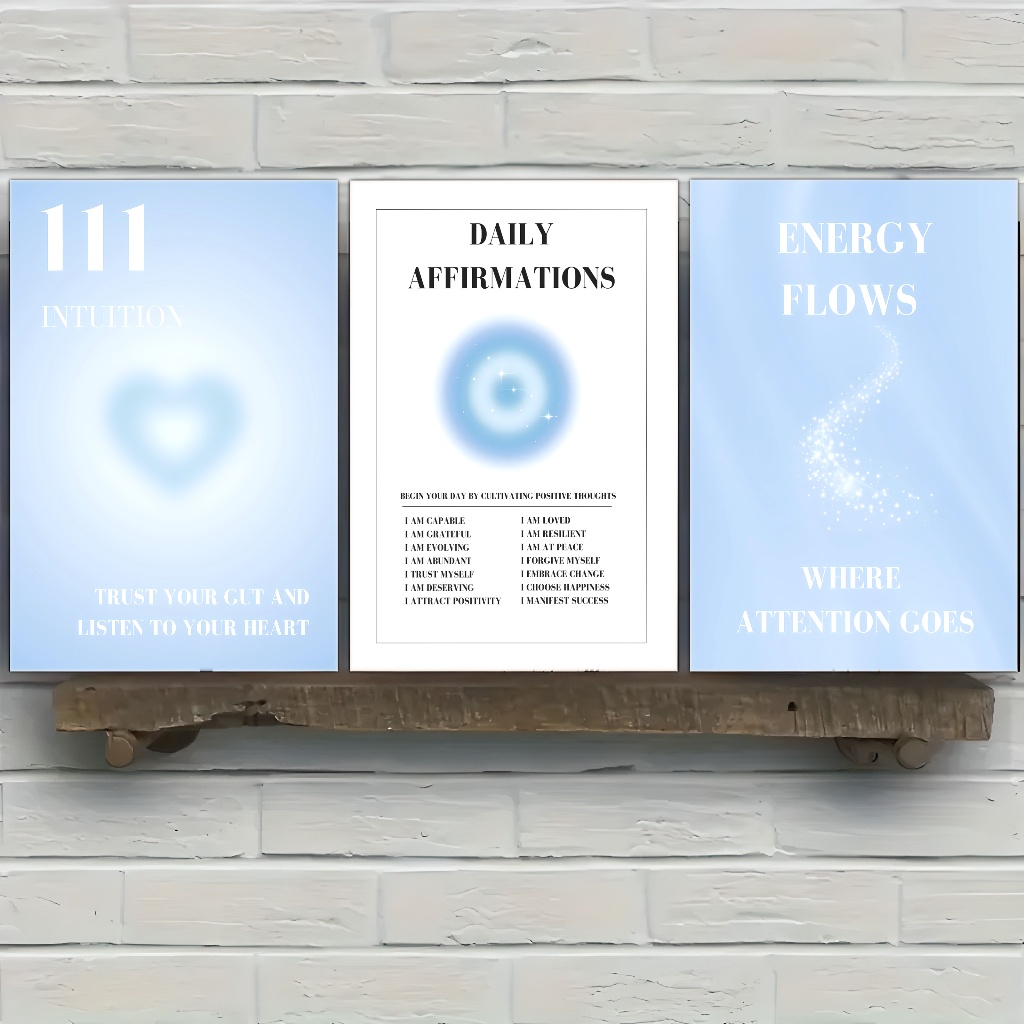 111
INTUITION
TRUST YOUR GUT AND
LISTEN TO YOUR HEART
DAILY
AFFIRMATIONS
BEGIN YOUR DAY BY CULTIVATING POSITIVE THOUGHTS
I AM CAPABLE
I AM GRATEFUL
I AM EVOLVING
I AM ABUNDANT
I TRUST MYSELF
I AM DESERVING
I ATTRACT POSITIVITY
I AM LOVED
I AM RESILIENT
I AM AT PEACE
I FORGIVE MYSELF
I EMBRACE CHANGE
I CHOOSE HAPPINESS
I MANIFEST SUCCESS
ENERGY
FLOWS
WHERE
ATTENTION GOES